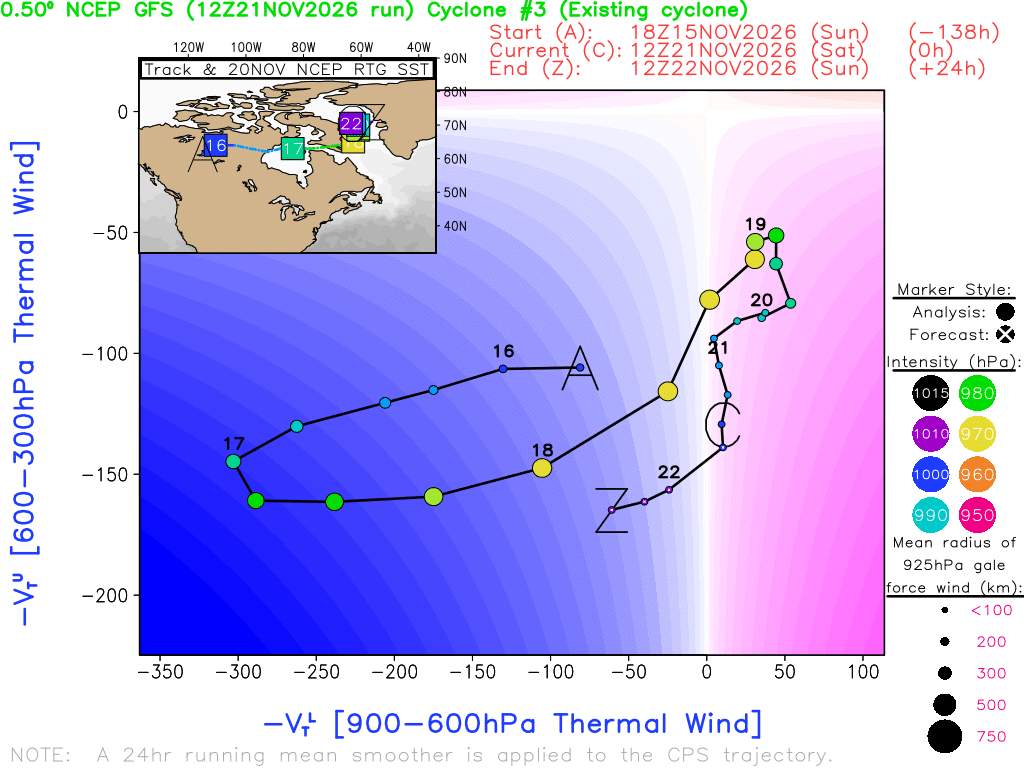 0.50° NCEP GFS (12Z21NOV2026 run) Cyclone #3 (Existing cyclone)
Start (A): 18Z15NOV2026 (Sun) (−138h)
Current (C): 12Z21NOV2026 (Sat) (0h)
End (Z): 12Z22NOV2026 (Sun) (+24h)
120W 100W 80W 60W 40W
Track & 20NOV NCEP RTG SST
90N
80N
70N
60N
50N
40N
A 16 17 18 22 Z
0
−50
−100
−150
−200
−V_T^U [600−300hPa Thermal Wind]
19
20
21
16 A
17
18
C
22
Z
−350 −300 −250 −200 −150 −100 −50 0 50 100
−V_T^L [900−600hPa Thermal Wind]
Marker Style:
Analysis:
Forecast:
Intensity (hPa):
1015 980
1010 970
1000 960
990 950
Mean radius of
925hPa gale
force wind (km):
<100
200
300
500
750
NOTE: A 24hr running mean smoother is applied to the CPS trajectory.